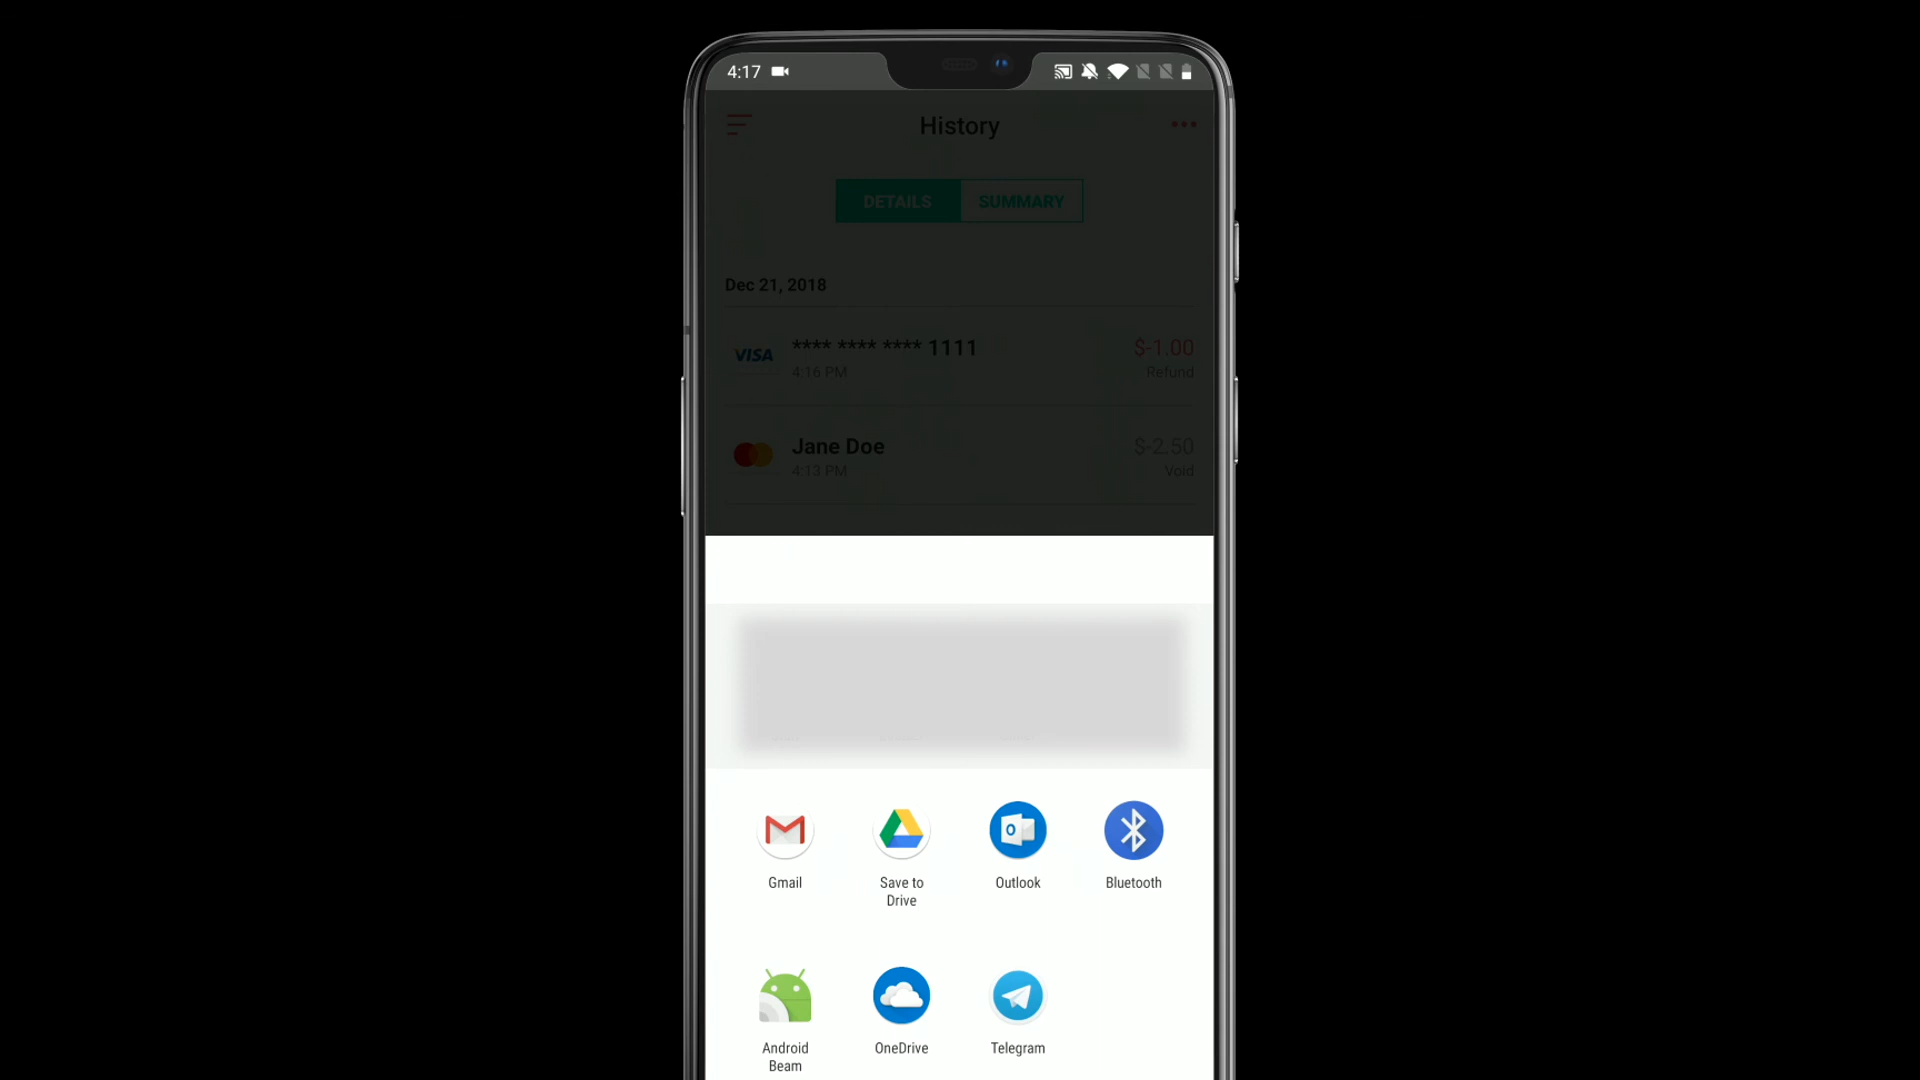 4:17
History
DETAILS SUMMARY
Dec 21, 2018
VISA **** **** **** 1111 $-1.00
4:16 PM Refund
Jane Doe $-2.50
4:13 PM Void
Gmail Save to Drive Outlook Bluetooth
Android Beam OneDrive Telegram